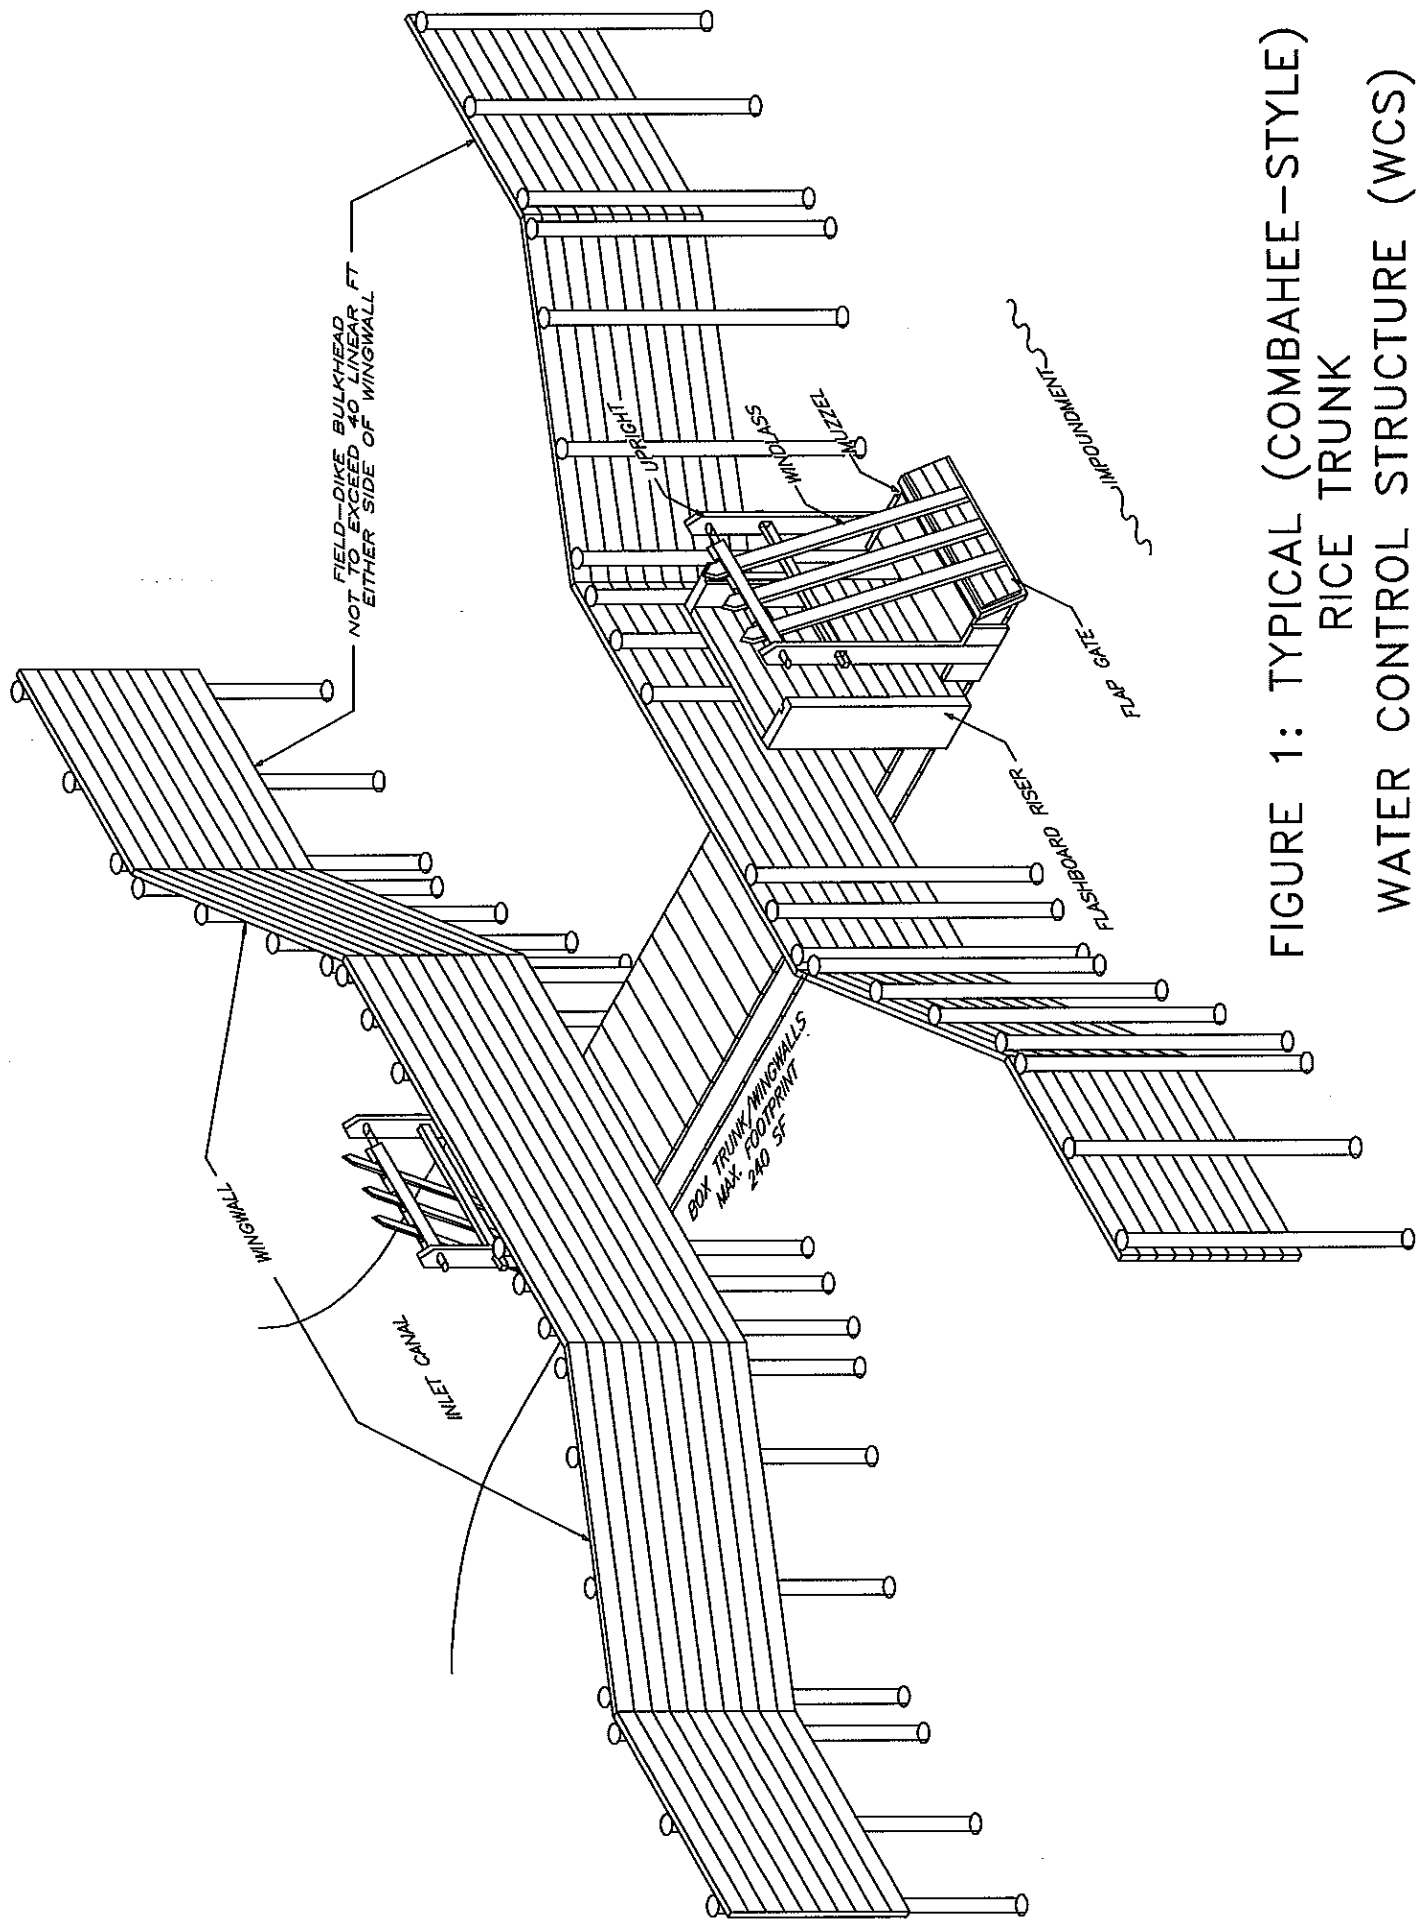 FIELD-DIKE BULKHEAD
NOT TO EXCEED 40 LINEAR FT
EITHER SIDE OF WINGWALL
WINGWALL
INLET CANAL
UPRIGHT
WINDLASS
MUZZEL
IMPOUNDMENT
FLAP GATE
FLASHBOARD RISER
BOX TRUNK/WINGWALLS
MAX. FOOTPRINT
240 SF
FIGURE 1: TYPICAL (COMBAHEE-STYLE)
RICE TRUNK
WATER CONTROL STRUCTURE (WCS)